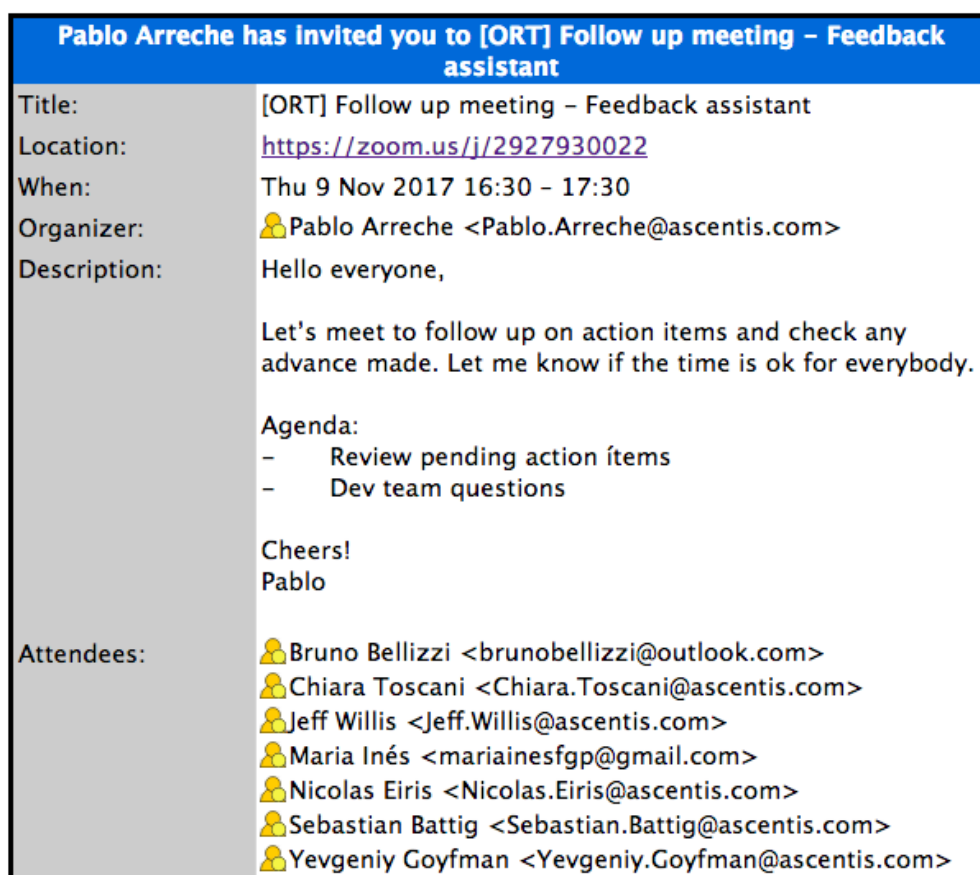 Pablo Arreche has invited you to [ORT] Follow up meeting – Feedback
assistant
Title: [ORT] Follow up meeting – Feedback assistant
Location: https://zoom.us/j/2927930022
When: Thu 9 Nov 2017 16:30 – 17:30
Organizer: Pablo Arreche <Pablo.Arreche@ascentis.com>
Description: Hello everyone,
Let's meet to follow up on action items and check any
advance made. Let me know if the time is ok for everybody.
Agenda:
– Review pending action ítems
– Dev team questions
Cheers!
Pablo
Attendees: Bruno Bellizzi <brunobellizzi@outlook.com>
Chiara Toscani <Chiara.Toscani@ascentis.com>
Jeff Willis <Jeff.Willis@ascentis.com>
Maria Inés <mariainesfgp@gmail.com>
Nicolas Eiris <Nicolas.Eiris@ascentis.com>
Sebastian Battig <Sebastian.Battig@ascentis.com>
Yevgeniy Goyfman <Yevgeniy.Goyfman@ascentis.com>